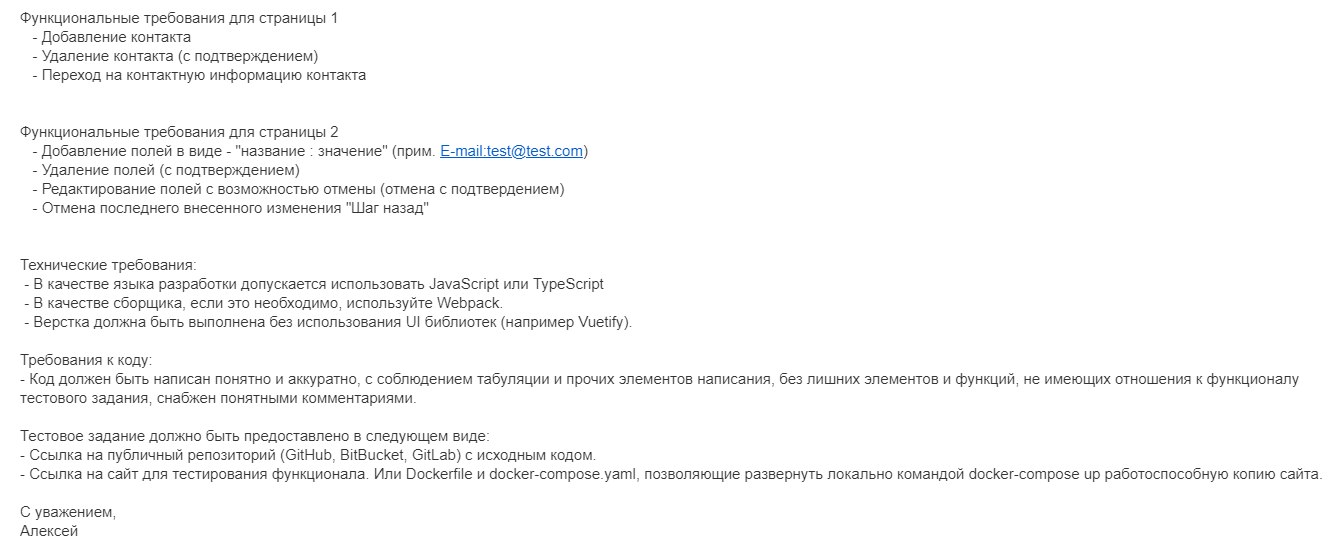 Функциональные требования для страницы 1
- Добавление контакта
- Удаление контакта (с подтверждением)
- Переход на контактную информацию контакта
Функциональные требования для страницы 2
- Добавление полей в виде - "название : значение" (прим. E-mail:test@test.com)
- Удаление полей (с подтверждением)
- Редактирование полей с возможностью отмены (отмена с подтвердением)
- Отмена последнего внесенного изменения "Шаг назад"
Технические требования:
- В качестве языка разработки допускается использовать JavaScript или TypeScript
- В качестве сборщика, если это необходимо, используйте Webpack.
- Верстка должна быть выполнена без использования UI библиотек (например Vuetify).
Требования к коду:
- Код должен быть написан понятно и аккуратно, с соблюдением табуляции и прочих элементов написания, без лишних элементов и функций, не имеющих отношения к функционалу
тестового задания, снабжен понятными комментариями.
Тестовое задание должно быть предоставлено в следующем виде:
- Ссылка на публичный репозиторий (GitHub, BitBucket, GitLab) с исходным кодом.
- Ссылка на сайт для тестирования функционала. Или Dockerfile и docker-compose.yaml, позволяющие развернуть локально командой docker-compose up работоспособную копию сайта.
С уважением,
Алексей